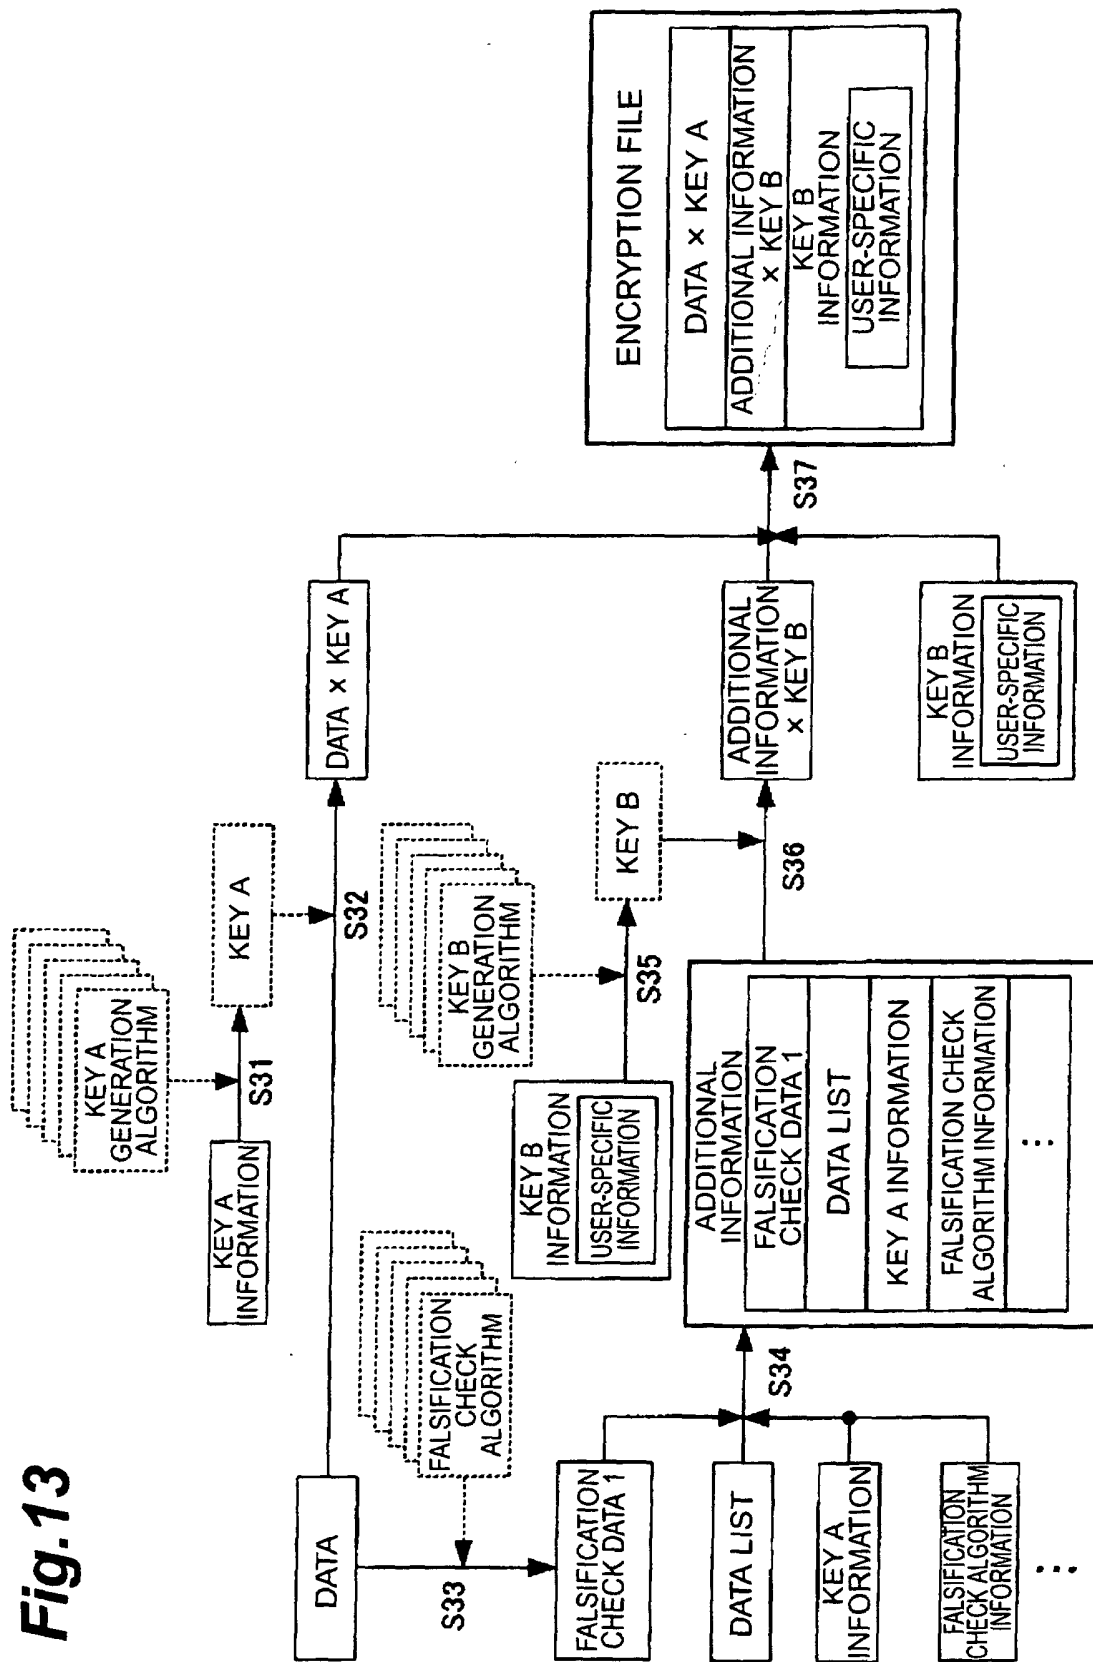 Fig.13
KEY A
GENERATION
ALGORITHM
KEY A
INFORMATION
S31
KEY A
DATA
S32
DATA × KEY A
S33
FALSIFICATION
CHECK
ALGORITHM
FALSIFICATION
CHECK DATA 1
DATA LIST
KEY A
INFORMATION
FALSIFICATION
CHECK ALGORITHM
INFORMATION
...
S34
KEY B
GENERATION
ALGORITHM
KEY B
INFORMATION
USER-SPECIFIC
INFORMATION
S35
KEY B
ADDITIONAL
INFORMATION
FALSIFICATION
CHECK DATA 1
DATA LIST
KEY A INFORMATION
FALSIFICATION CHECK
ALGORITHM INFORMATION
...
S36
ADDITIONAL
INFORMATION
× KEY B
KEY B
INFORMATION
USER-SPECIFIC
INFORMATION
S37
ENCRYPTION FILE
DATA × KEY A
ADDITIONAL INFORMATION
× KEY B
KEY B
INFORMATION
USER-SPECIFIC
INFORMATION